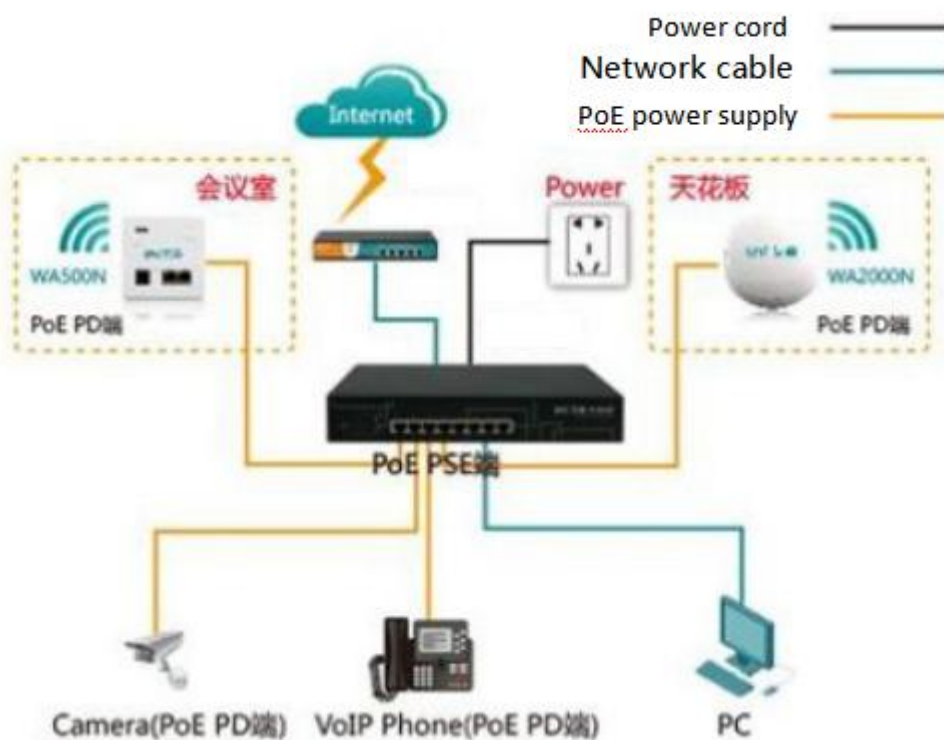 Power cord
Network cable
PoE power supply
Internet
会议室
Power
天花板
WA500N
WA2000N
PoE PD端
PoE PD端
PoE PSE端
Camera(PoE PD端)
VoIP Phone(PoE PD端)
PC